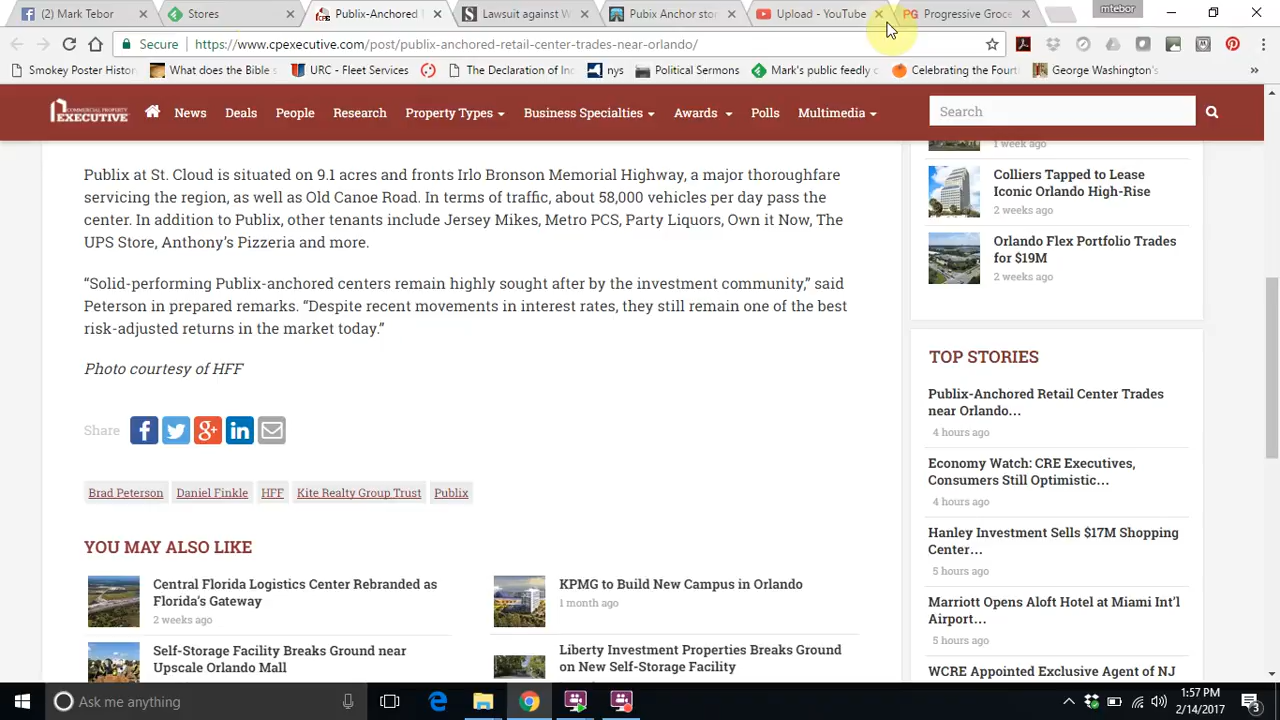 (2) Mark Tebor
Stores
Publix-Anchored
Lawsuit against W
Pubix Anchor stor
Upload - YouTube
PG Progressive Groce
mtebor
Secure https://www.cpexecutive.com/post/publix-anchored-retail-center-trades-near-orlando/
Smokey Poster Histor
What does the Bible s
URC - Fleet Services
The Declaration of Ind
nys
Political Sermons
Mark's public feedly c
Celebrating the Fourt
George Washington's
COMMERCIAL PROPERTY
EXECUTIVE
News Deals People Research Property Types Business Specialties Awards Polls Multimedia
Search
Publix at St. Cloud is situated on 9.1 acres and fronts Irlo Bronson Memorial Highway, a major thoroughfare
servicing the region, as well as Old Canoe Road. In terms of traffic, about 58,000 vehicles per day pass the
center. In addition to Publix, other tenants include Jersey Mikes, Metro PCS, Party Liquors, Own it Now, The
UPS Store, Anthony's Pizzeria and more.
“Solid-performing Publix-anchored centers remain highly sought after by the investment community,” said
Peterson in prepared remarks. “Despite recent movements in interest rates, they still remain one of the best
risk-adjusted returns in the market today.”
Photo courtesy of HFF
Share
Brad Peterson Daniel Finkle HFF Kite Realty Group Trust Publix
YOU MAY ALSO LIKE
Central Florida Logistics Center Rebranded as
Florida's Gateway
2 weeks ago
KPMG to Build New Campus in Orlando
1 month ago
Self-Storage Facility Breaks Ground near
Upscale Orlando Mall
Liberty Investment Properties Breaks Ground
on New Self-Storage Facility
1 week ago
Colliers Tapped to Lease
Iconic Orlando High-Rise
2 weeks ago
Orlando Flex Portfolio Trades
for $19M
2 weeks ago
TOP STORIES
Publix-Anchored Retail Center Trades
near Orlando…
4 hours ago
Economy Watch: CRE Executives,
Consumers Still Optimistic…
4 hours ago
Hanley Investment Sells $17M Shopping
Center…
5 hours ago
Marriott Opens Aloft Hotel at Miami Int'l
Airport…
5 hours ago
WCRE Appointed Exclusive Agent of NJ
Ask me anything
1:57 PM
2/14/2017
3